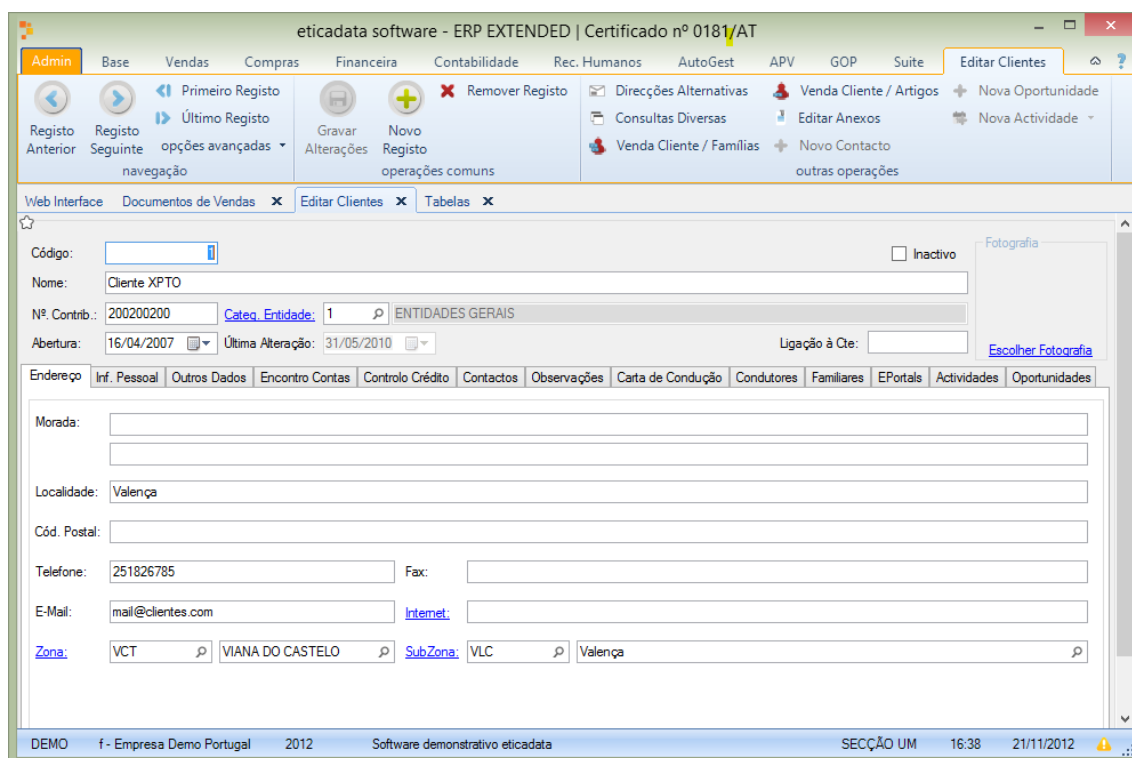 eticadata software - ERP EXTENDED | Certificado nº 0181/AT
Admin Base Vendas Compras Financeira Contabilidade Rec. Humanos AutoGest APV GOP Suite Editar Clientes
Registo Anterior Registo Seguinte Primeiro Registo Último Registo opções avançadas
navegação
Gravar Alterações Novo Registo Remover Registo
operações comuns
Direcções Alternativas Venda Cliente / Artigos Nova Oportunidade
Consultas Diversas Editar Anexos Nova Actividade
Venda Cliente / Famílias Novo Contacto
outras operações
Web Interface Documentos de Vendas Editar Clientes Tabelas
Código: 1 Inactivo Fotografia
Nome: Cliente XPTO
Nº. Contrib.: 200200200 Categ. Entidade: 1 ENTIDADES GERAIS
Abertura: 16/04/2007 Última Alteração: 31/05/2010 Ligação à Cte: Escolher Fotografia
Endereço Inf. Pessoal Outros Dados Encontro Contas Controlo Crédito Contactos Observações Carta de Condução Condutores Familiares EPortals Actividades Oportunidades
Morada:
Localidade: Valença
Cód. Postal:
Telefone: 251826785 Fax:
E-Mail: mail@clientes.com Internet:
Zona: VCT VIANA DO CASTELO SubZona: VLC Valença
DEMO f - Empresa Demo Portugal 2012 Software demonstrativo eticadata SECÇÃO UM 16:38 21/11/2012